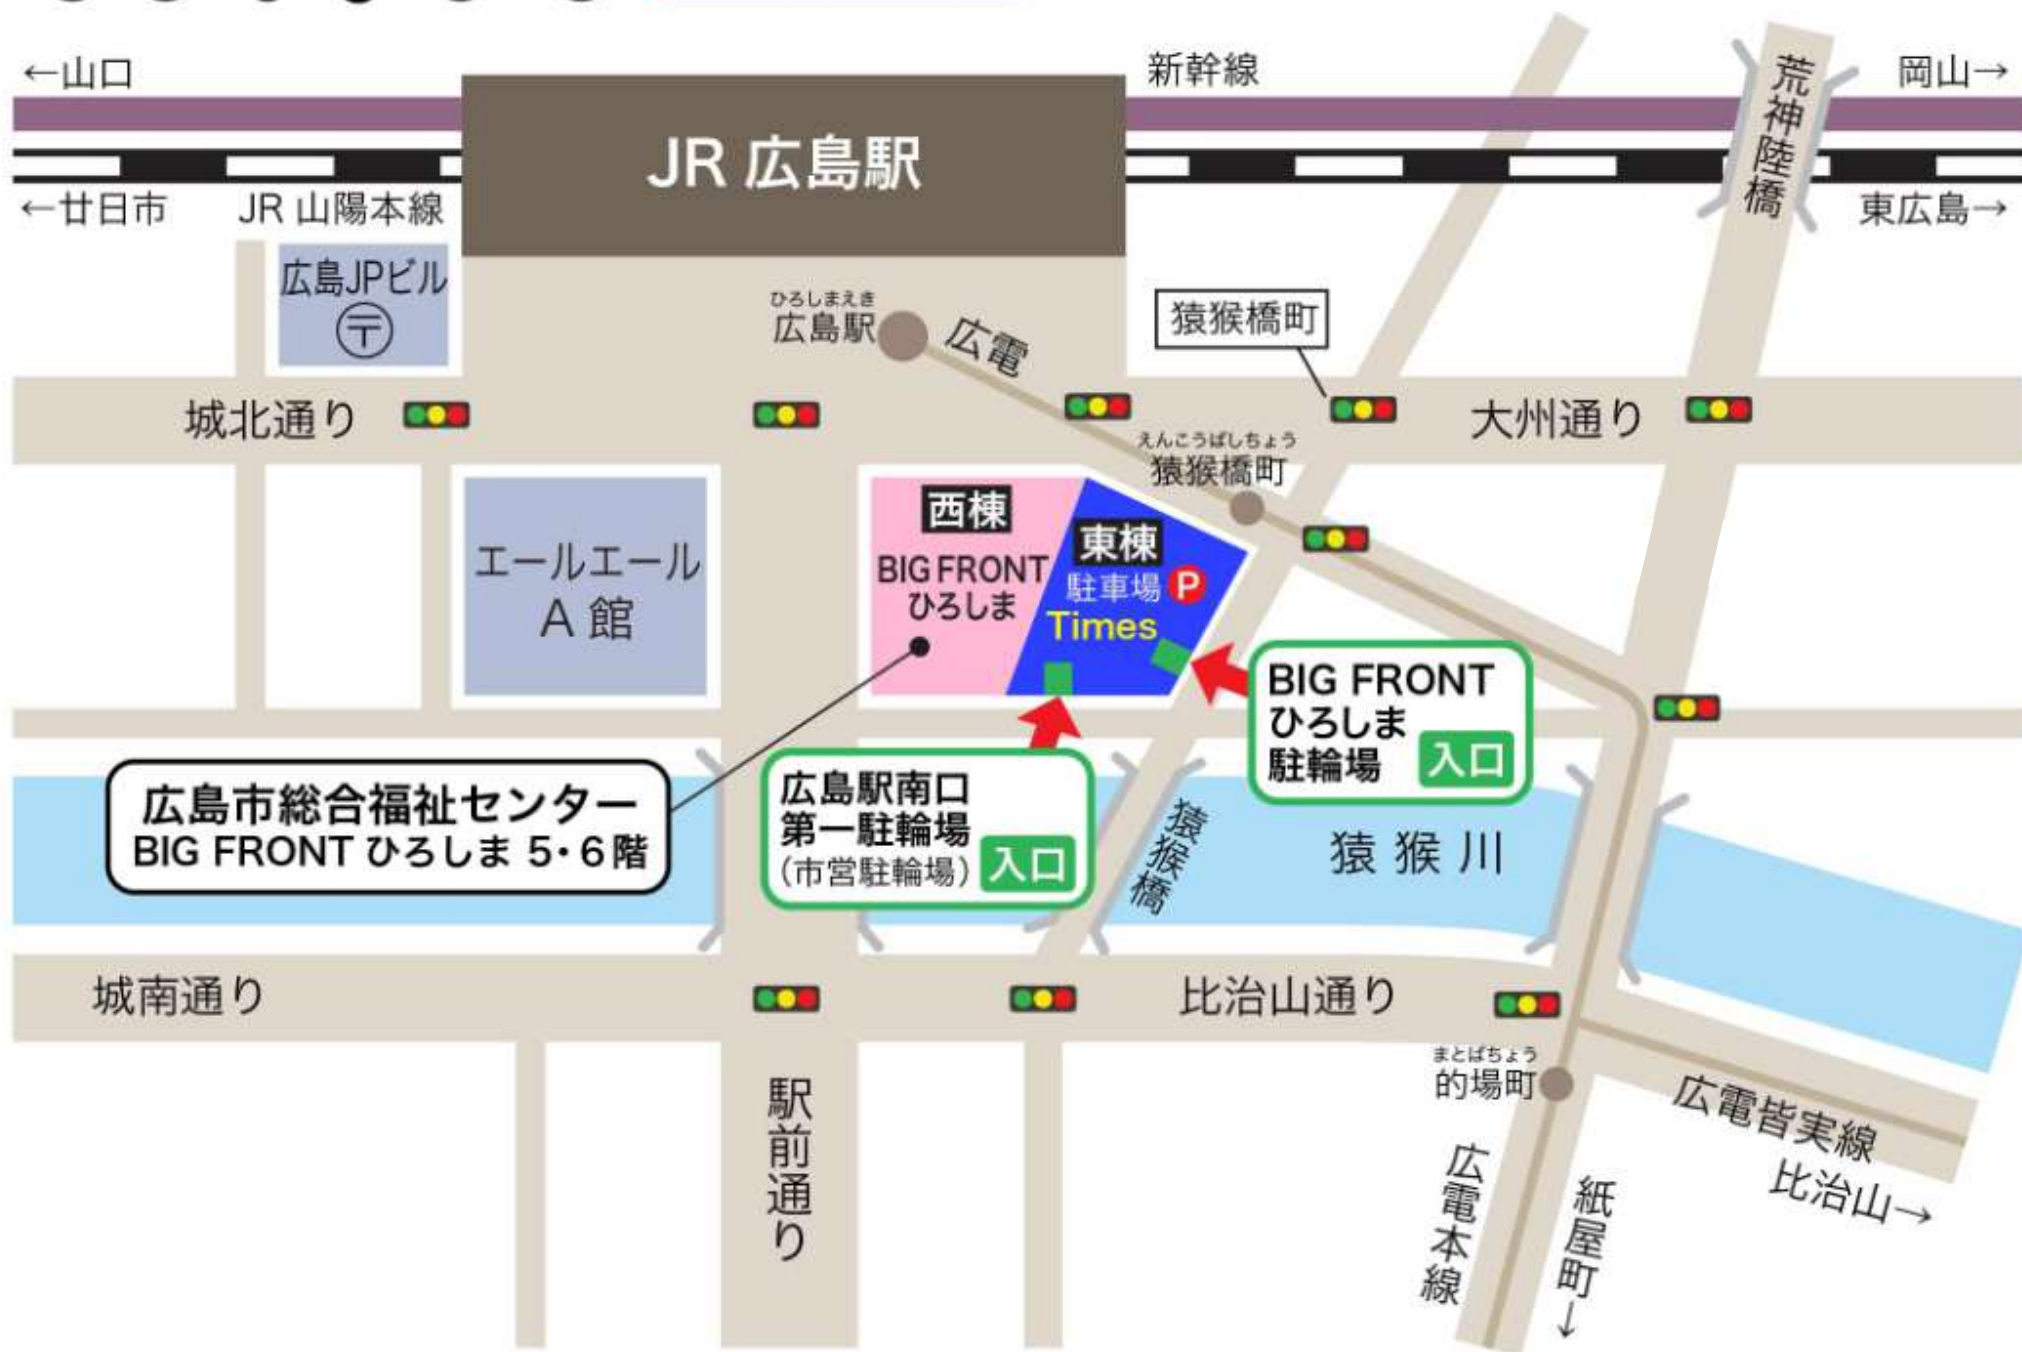 ←山口
新幹線
岡山→
荒神陸橋
JR 広島駅
←廿日市
JR 山陽本線
東広島→
広島JPビル
〒
ひろしまえき
広島駅
広電
猿猴橋町
城北通り
大州通り
えんこうばしちょう
猿猴橋町
エールエール
A 館
西棟
BIG FRONT
ひろしま
東棟
駐車場 P
Times
BIG FRONT
ひろしま
駐輪場 入口
広島市総合福祉センター
BIG FRONT ひろしま 5・6階
広島駅南口
第一駐輪場
(市営駐輪場) 入口
猿猴橋
猿猴川
城南通り
比治山通り
駅前通り
まとばちょう
的場町
広電皆実線
比治山→
広電本線
紙屋町→